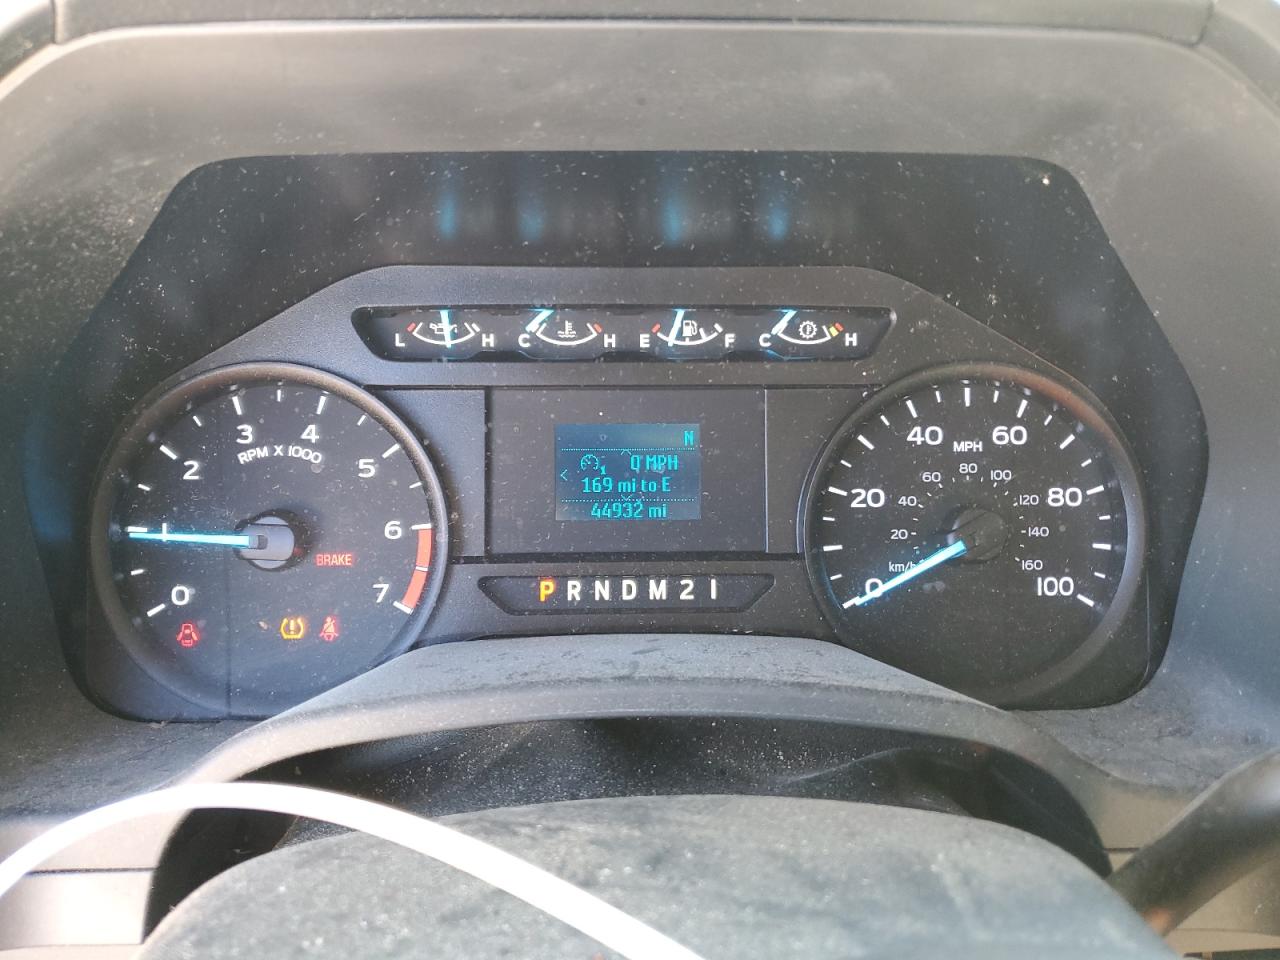 L H C H E F C H
3 4
2 5
RPM X 1000
1 6
0 7
BRAKE
N
0 MPH
169 mi to E
44932 mi
P R N D M 2 1
40 60
MPH
60 80 100
20 40 120 80
20 140
km/h 160
0 100